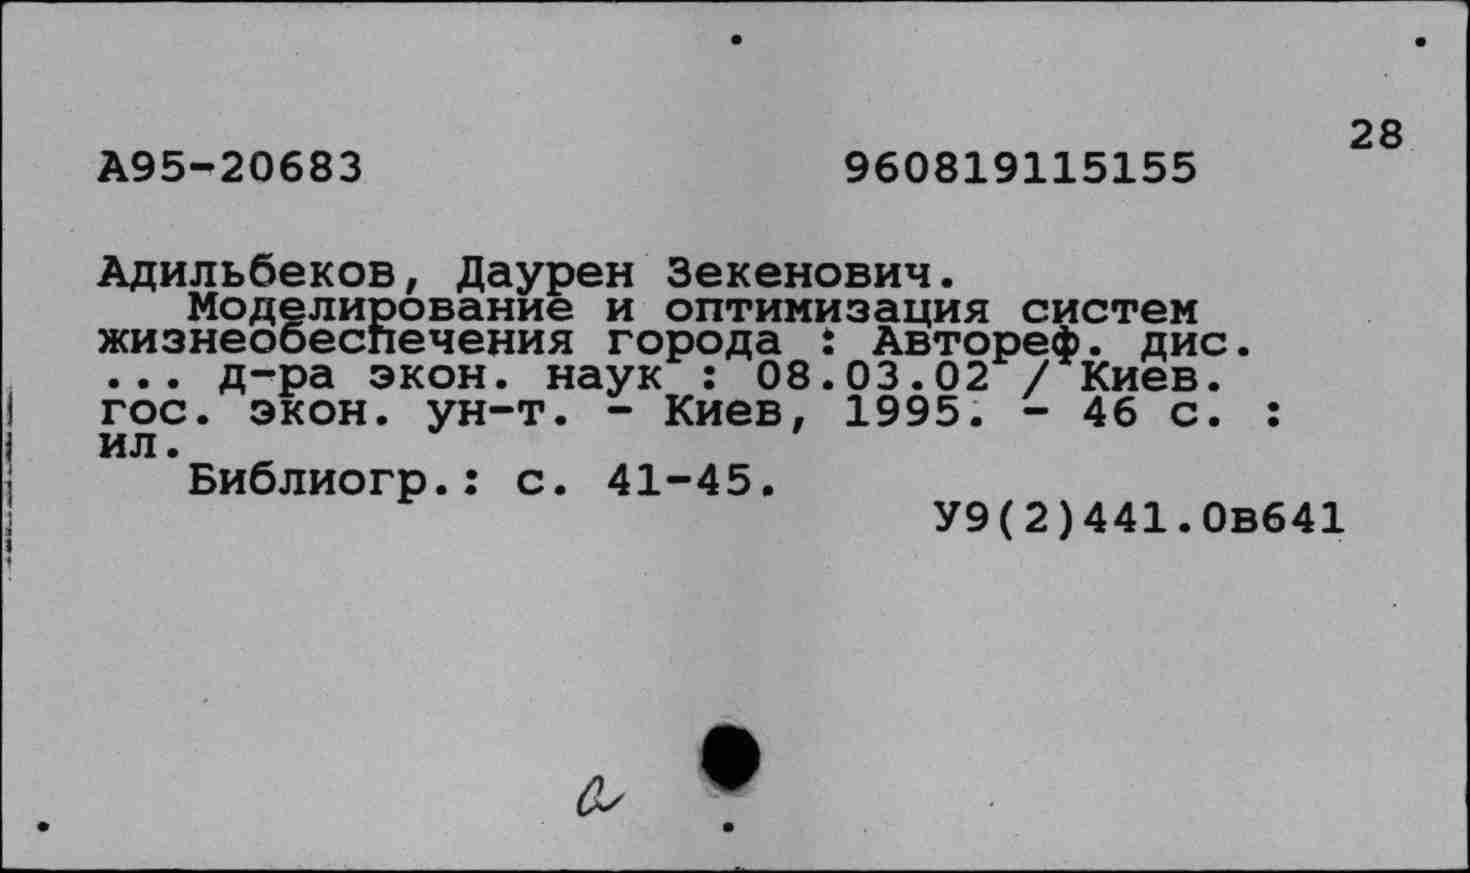 28
А95-20683 960819115155
Адильбеков, Даурен Зекенович.
Моделирование и оптимизация систем
жизнеобеспечения города : Автореф. дис.
... д-ра экон. наук : 08.03.02 / Киев.
гос. экон. ун-т. - Киев, 1995. - 46 с. :
ил.
Библиогр.: с. 41-45.
У9(2)441.0в641